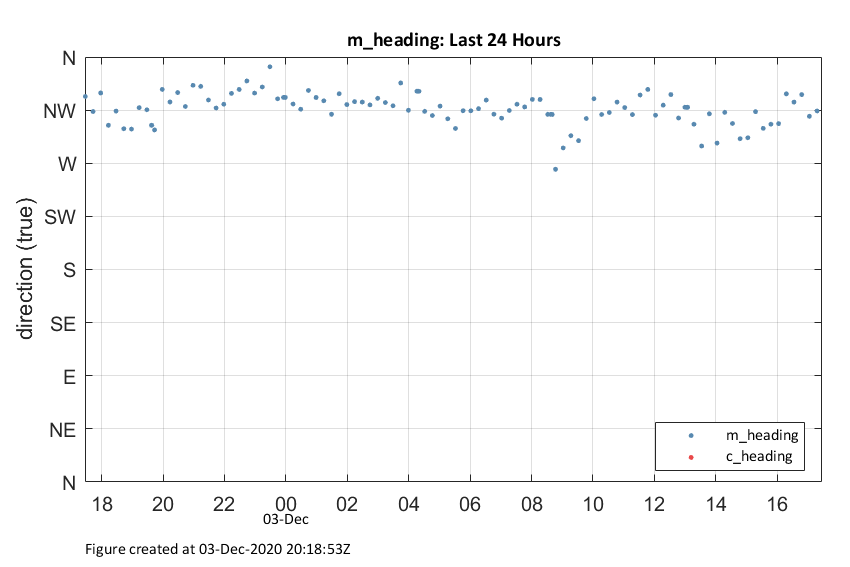 m_heading: Last 24 Hours
N
NW
W
SW
S
SE
E
NE
N
direction (true)
m_heading
c_heading
18 20 22 00 02 04 06 08 10 12 14 16
03-Dec
Figure created at 03-Dec-2020 20:18:53Z